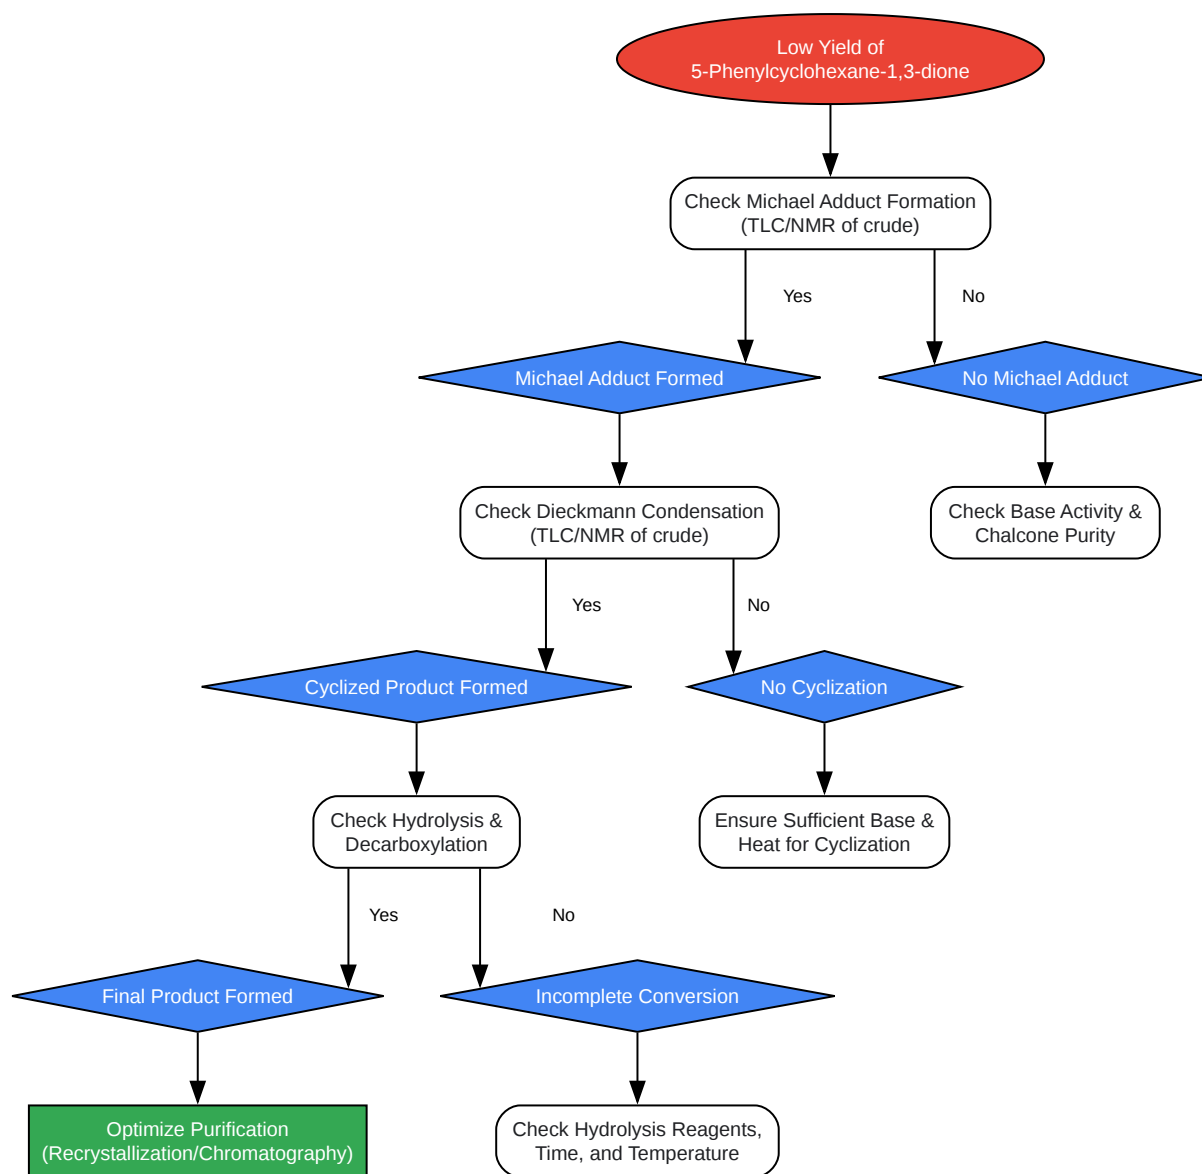 Low Yield of
5-Phenylcyclohexane-1,3-dione
Check Michael Adduct Formation
(TLC/NMR of crude)
Yes
No
Michael Adduct Formed
No Michael Adduct
Check Dieckmann Condensation
(TLC/NMR of crude)
Check Base Activity &
Chalcone Purity
Yes
No
Cyclized Product Formed
No Cyclization
Check Hydrolysis &
Decarboxylation
Ensure Sufficient Base &
Heat for Cyclization
Yes
No
Final Product Formed
Incomplete Conversion
Optimize Purification
(Recrystallization/Chromatography)
Check Hydrolysis Reagents,
Time, and Temperature